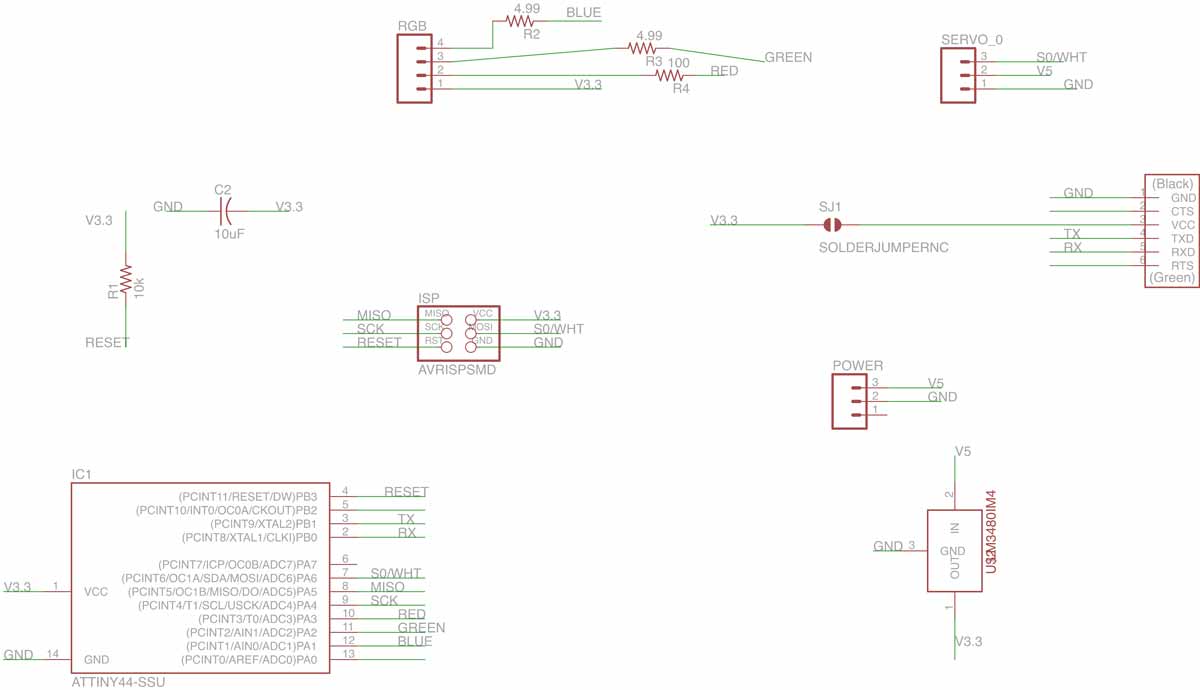 4.99
BLUE
RGB
R2
4
3
2
1
4.99
R3
100
GREEN
RED
R4
V3.3
SERVO_0
3
S0/WHT
2
V5
1
GND
C2
GND
V3.3
10uF
V3.3
R1
10k
RESET
V3.3
SJ1
SOLDERJUMPERNC
(Black)
GND
1
GND
2
CTS
3
VCC
TX
4
TXD
RX
5
RXD
6
RTS
(Green)
ISP
MISO
MISO
VCC
V3.3
SCK
SCK
MOSI
S0/WHT
RESET
RST
GND
GND
AVRISPSMD
POWER
3
V5
2
GND
1
IC1
(PCINT11/RESET/DW)PB3
4
RESET
(PCINT10/INT0/OC0A/CKOUT)PB2
5
(PCINT9/XTAL2)PB1
3
TX
(PCINT8/XTAL1/CLKI)PB0
2
RX
(PCINT7/ICP/OC0B/ADC7)PA7
6
(PCINT6/OC1A/SDA/MOSI/ADC6)PA6
7
S0/WHT
V3.3
1
VCC
(PCINT5/OC1B/MISO/DO/ADC5)PA5
8
MISO
(PCINT4/T1/SCL/USCK/ADC4)PA4
9
SCK
(PCINT3/T0/ADC3)PA3
10
RED
(PCINT2/AIN1/ADC2)PA2
11
GREEN
(PCINT1/AIN0/ADC1)PA1
12
BLUE
GND
14
GND
(PCINT0/AREF/ADC0)PA0
13
ATTINY44-SSU
V5
2
IN
GND
3
GND
OUT
1
V3.3